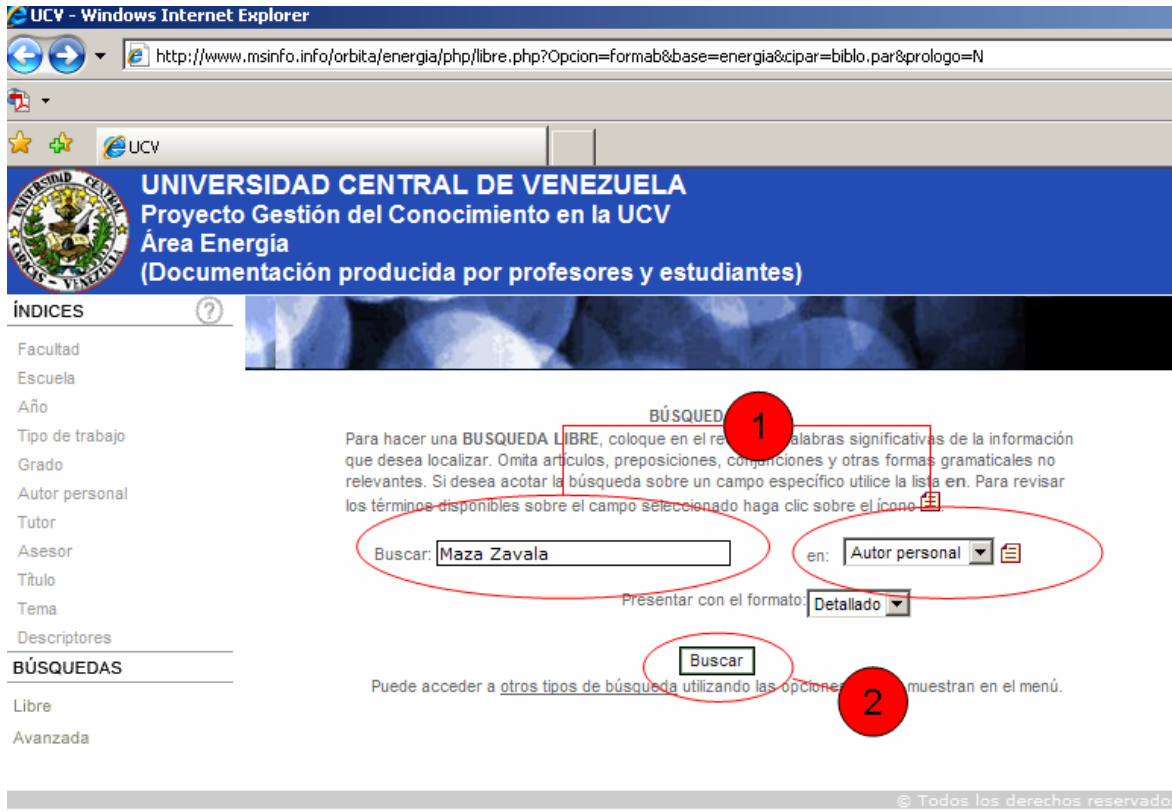 UCV - Windows Internet Explorer
http://www.msinfo.info/orbita/energia/php/libre.php?Opcion=formab&base=energia&cipar=biblo.par&prologo=N
UCV
UNIVERSIDAD CENTRAL DE VENEZUELA
Proyecto Gestión del Conocimiento en la UCV
Área Energía
(Documentación producida por profesores y estudiantes)
ÍNDICES
Facultad
Escuela
Año
Tipo de trabajo
Grado
Autor personal
Tutor
Asesor
Título
Tema
Descriptores
BÚSQUEDAS
Libre
Avanzada
1
Para hacer una BUSQUEDA LIBRE, coloque en el significativas de la información
que desea localizar. Omita artículos, preposiciones, conjunciones y otras formas gramaticales no
relevantes. Si desea acotar la búsqueda sobre un campo específico utilice la lista en. Para revisar
los términos disponibles sobre el campo seleccionado haga clic sobre el ícono
Buscar: Maza Zavala en: Autor personal
Presentar con el formato: Detallado
Buscar
Puede acceder a otros tipos de búsqueda utilizando las muestran en el menú.
2
© Todos los derechos